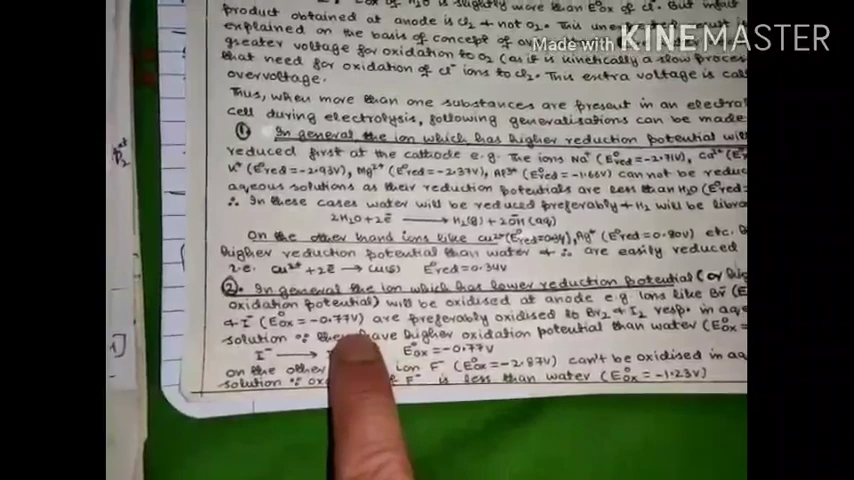 product obtained at anode is Cl₂ & not O₂. This
explained on the basis of concept of
Made with KINEMASTER
greater voltage for oxidation to O₂ (as it is kinetically a slow process
that need for oxidation of Cl⁻ ions to Cl₂. This extra voltage is
overvoltage.
Thus, when more than one substances are present in an
cell during electrolysis, following generalisations can be made
① In general the ion which has higher reduction potential will
reduced first at the cathode e.g. The ions Na⁺ (E°red = -2.71V), Ca²⁺
K⁺ (E°red = -2.93V), Mg²⁺ (E°red = -2.37V), Al³⁺ (E°red = -1.66V) cannot be
aqueous solutions as their reduction potentials are less than H₂O (E°red =
∴ In these cases water will be reduced preferably & H₂ will be
2H₂O + 2e⁻ → H₂(g) + 2OH⁻ (aq)
On the other hand ions like Cu²⁺ (E°red = 0.34), Ag⁺ (E°red = 0.80V) etc.
higher reduction potential than water & ∴ are easily reduced
i.e. Cu²⁺ + 2e⁻ → Cu(s) E°red = 0.34V
②. In general the ion which has lower reduction potential (or
oxidation potential) will be oxidised at anode e.g. Ions like Br⁻
& I⁻ (E°ox = -0.77V) are preferably oxidised to Br₂ & I₂ resp. in
solution ∵ they have higher oxidation potential than water (E°ox =
I⁻ → E°ox = -0.77V
on the other ion F⁻ (E°ox = -2.87V) can't be oxidised in
solution ∵ F⁻ is less than water (E°ox = -1.23V)